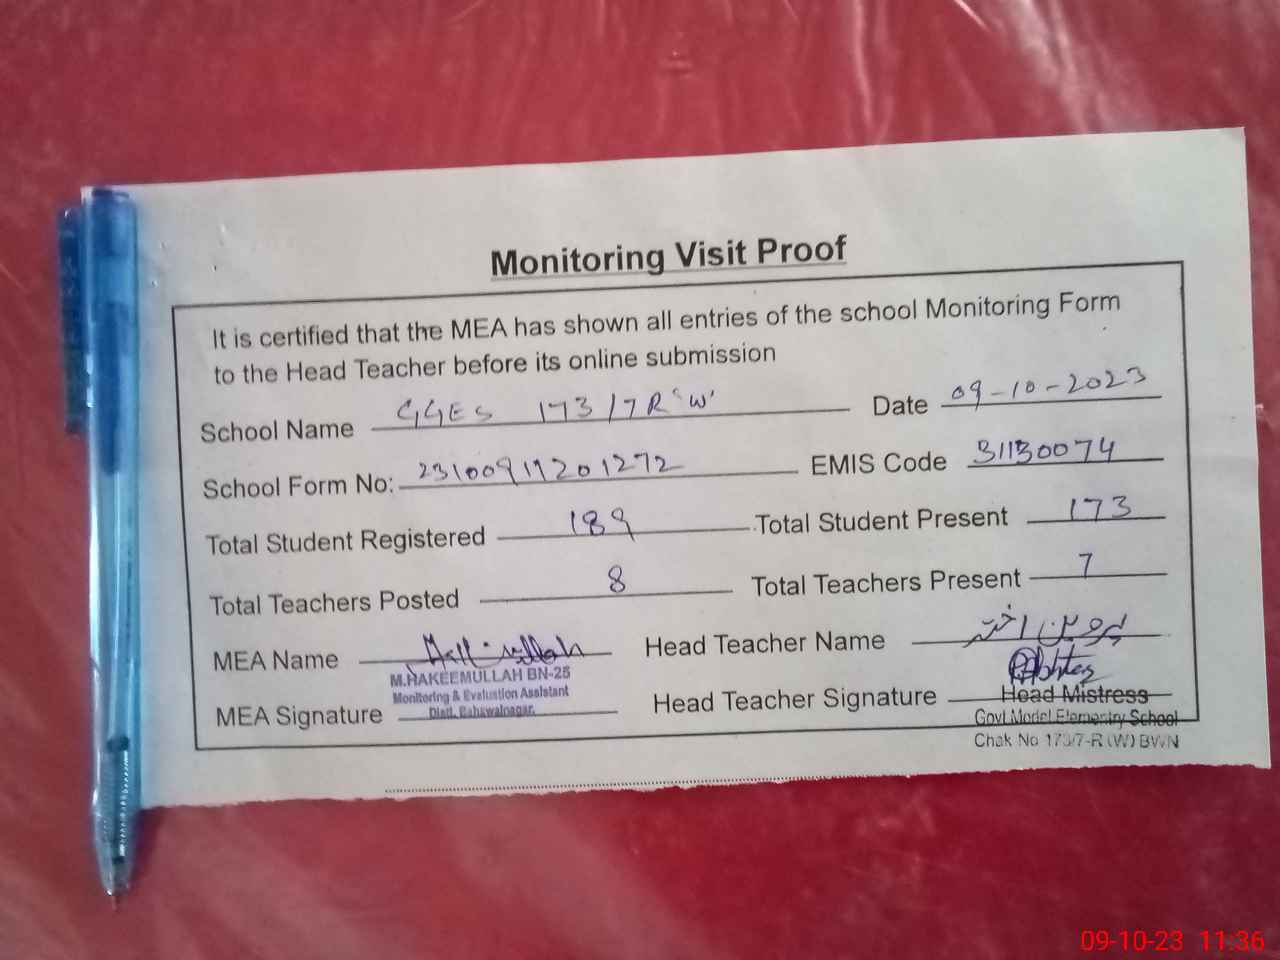 Monitoring Visit Proof
It is certified that the MEA has shown all entries of the school Monitoring Form
to the Head Teacher before its online submission
School Name GGES 173/7R 'W' Date 09-10-2023
School Form No: 23100911201272 EMIS Code 31130074
Total Student Registered 189 Total Student Present 173
Total Teachers Posted 8 Total Teachers Present 7
MEA Name Head Teacher Name پروین اختر
M.HAKEEMULLAH BN-25
Monitoring & Evaluation Assistant
Distt. Bahawalnagar.
MEA Signature Head Teacher Signature
Head Mistress
Govt Model Elementry School
Chak No 173/7-R (W) BWN
09-10-23 11:36